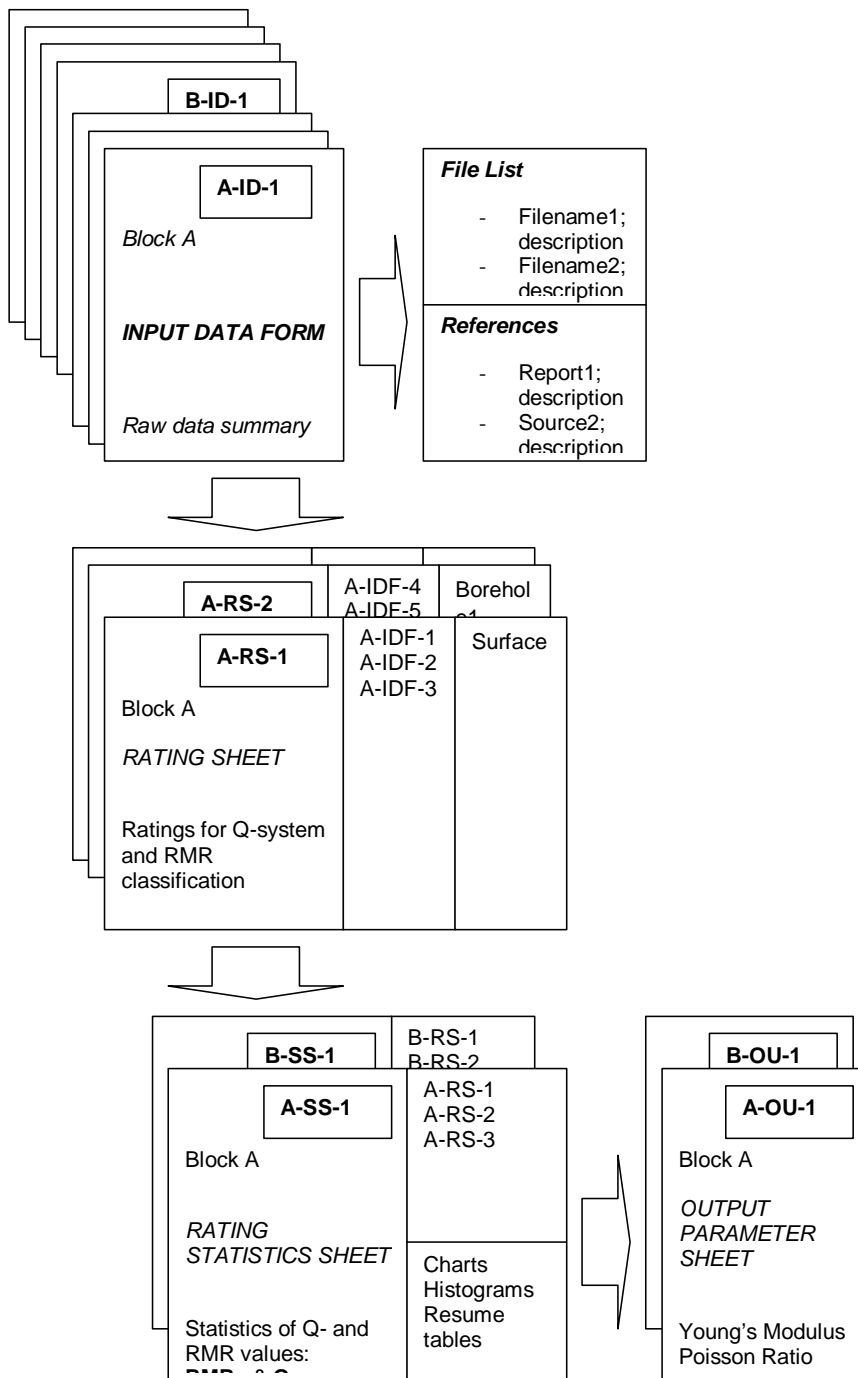 B-ID-1
A-ID-1
Block A
INPUT DATA FORM
Raw data summary
File List
- Filename1;
description
- Filename2;
description
References
- Report1;
description
- Source2;
description
A-RS-2
A-IDF-4
A-IDF-5
Borehol
A-RS-1
Block A
RATING SHEET
Ratings for Q-system
and RMR
classification
A-IDF-1
A-IDF-2
A-IDF-3
Surface
B-SS-1
B-RS-1
B-RS-2
A-SS-1
Block A
RATING
STATISTICS SHEET
Statistics of Q- and
RMR values:
A-RS-1
A-RS-2
A-RS-3
Charts
Histograms
Resume
tables
B-OU-1
A-OU-1
Block A
OUTPUT
PARAMETER
SHEET
Young's Modulus
Poisson Ratio